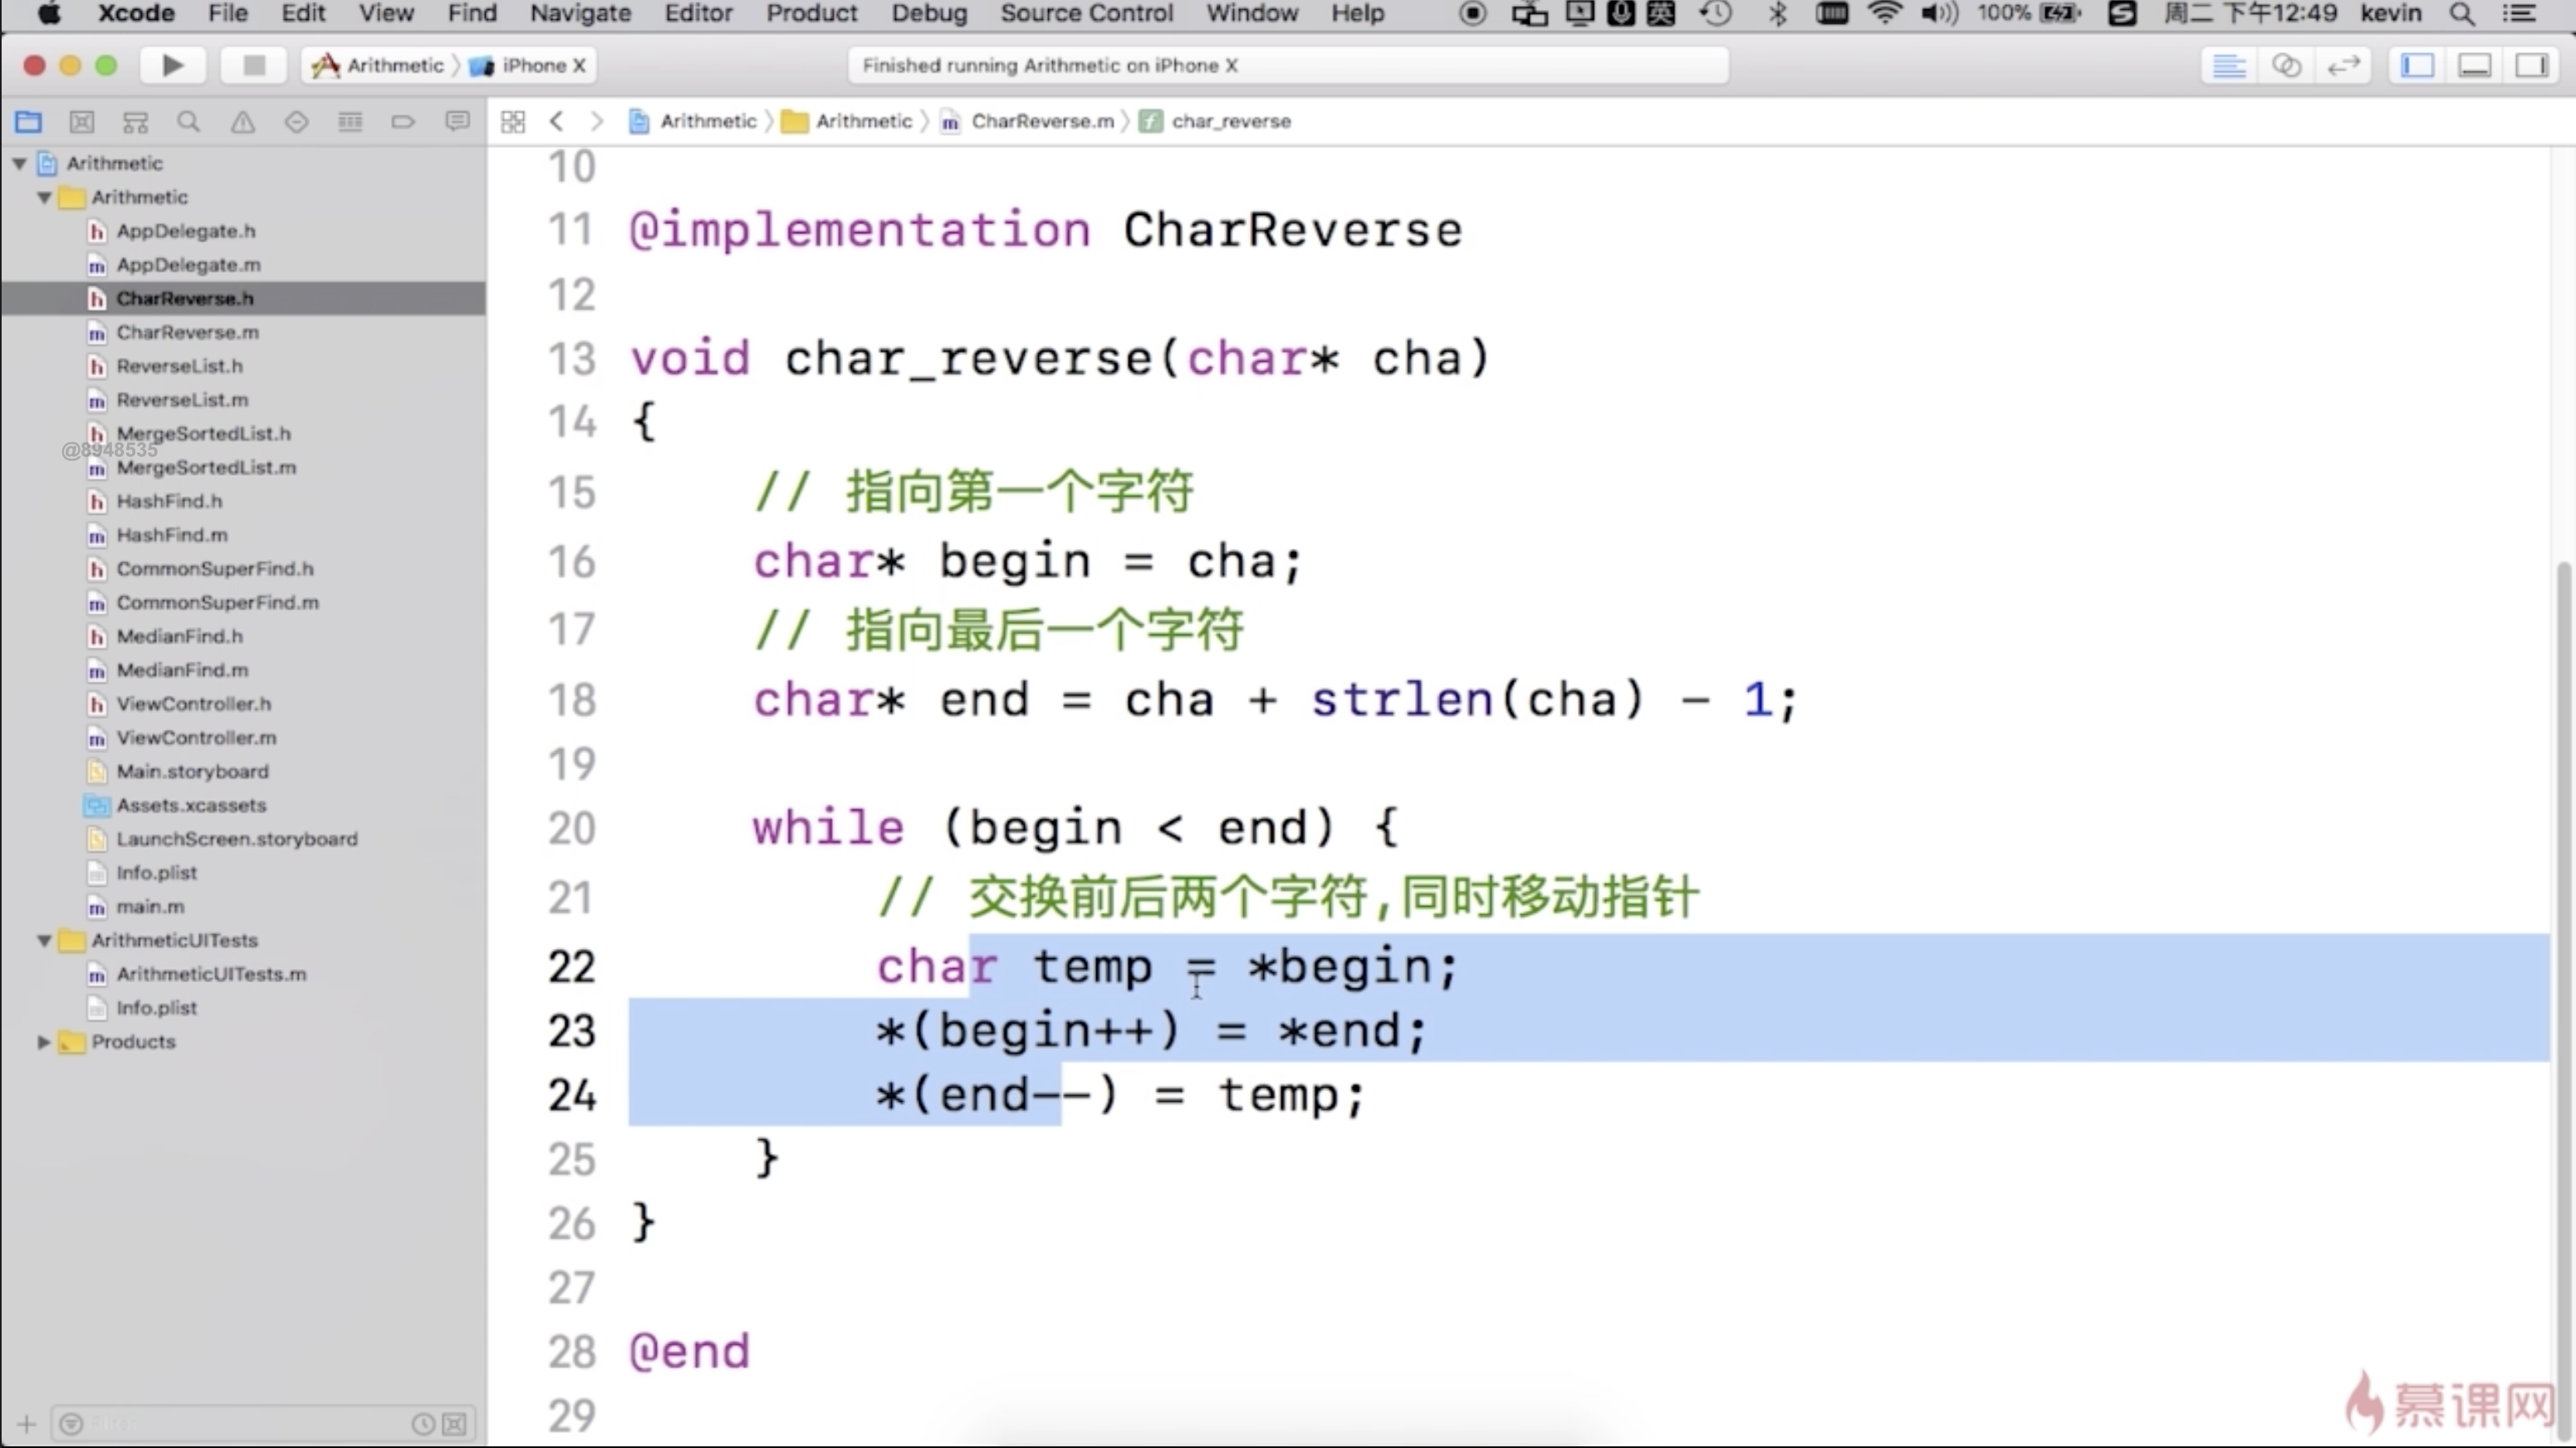 Xcode File Edit View Find Navigate Editor Product Debug Source Control Window Help 英 100% 周二 下午12:49 kevin
Arithmetic iPhone X
Finished running Arithmetic on iPhone X
Arithmetic Arithmetic CharReverse.m char_reverse
Arithmetic
Arithmetic
AppDelegate.h
AppDelegate.m
CharReverse.h
CharReverse.m
ReverseList.h
ReverseList.m
MergeSortedList.h
@8948535
MergeSortedList.m
HashFind.h
HashFind.m
CommonSuperFind.h
CommonSuperFind.m
MedianFind.h
MedianFind.m
ViewController.h
ViewController.m
Main.storyboard
Assets.xcassets
LaunchScreen.storyboard
Info.plist
main.m
ArithmeticUITests
ArithmeticUITests.m
Info.plist
Products
10
11 @implementation CharReverse
12
13 void char_reverse(char* cha)
14 {
15 // 指向第一个字符
16 char* begin = cha;
17 // 指向最后一个字符
18 char* end = cha + strlen(cha) - 1;
19
20 while (begin < end) {
21 // 交换前后两个字符,同时移动指针
22 char temp = *begin;
23 *(begin++) = *end;
24 *(end--) = temp;
25 }
26 }
27
28 @end
29
慕课网